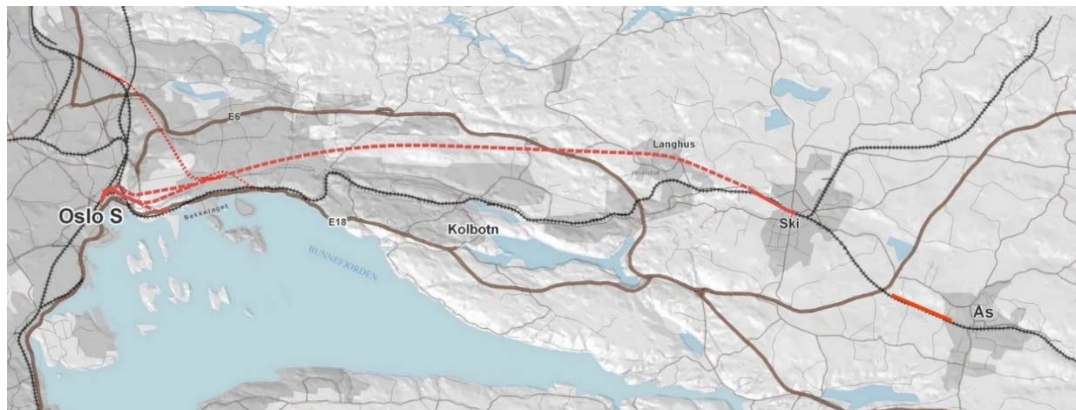 E6
Langhus
Oslo S
Bekkelaget
E18
Kolbotn
Ski
BUNNEFJORDEN
Ås